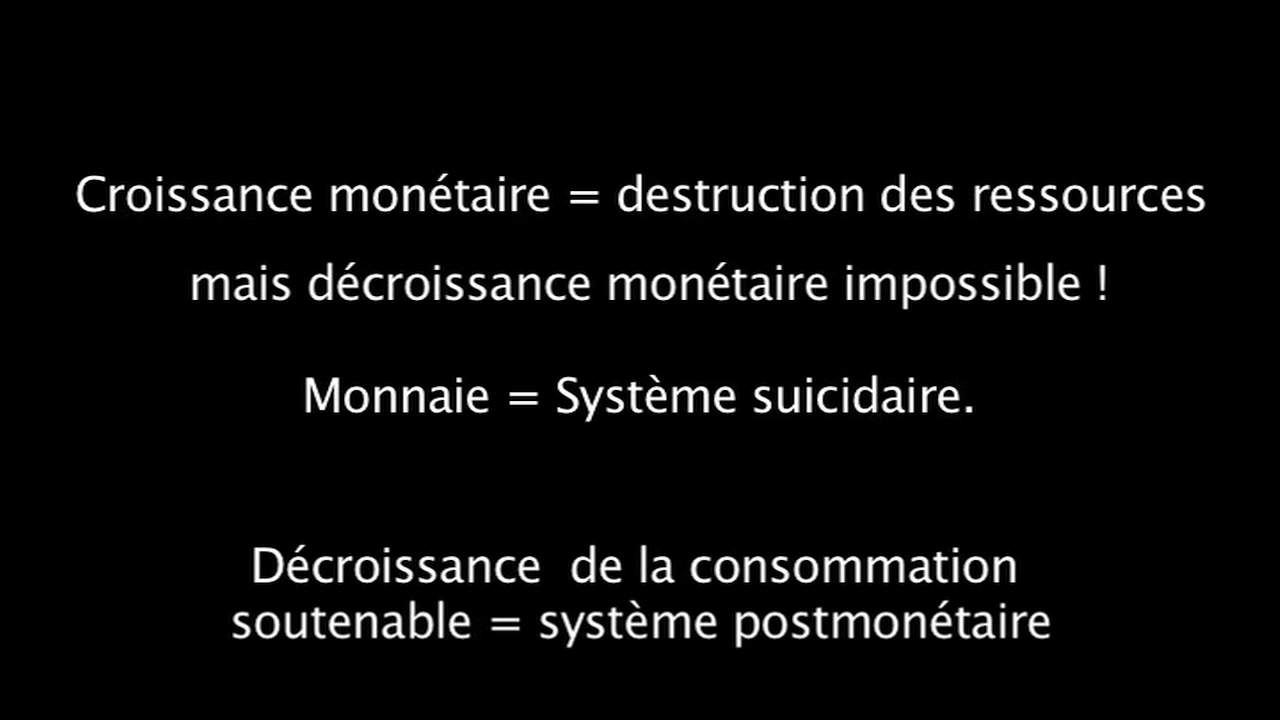 Croissance monétaire = destruction des ressources
mais décroissance monétaire impossible !
Monnaie = Système suicidaire.
Décroissance  de la consommation
soutenable = système postmonétaire